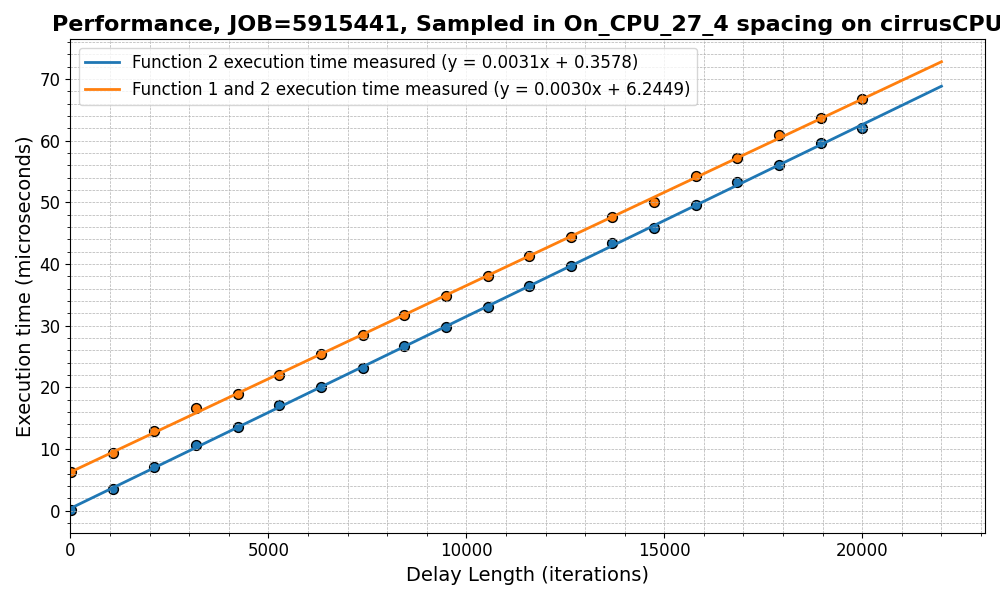 Performance, JOB=5915441, Sampled in On_CPU_27_4 spacing on cirrusCPU
Function 2 execution time measured (y = 0.0031x + 0.3578)
Function 1 and 2 execution time measured (y = 0.0030x + 6.2449)
Execution time (microseconds)
70
60
50
40
30
20
10
0
0 5000 10000 15000 20000
Delay Length (iterations)